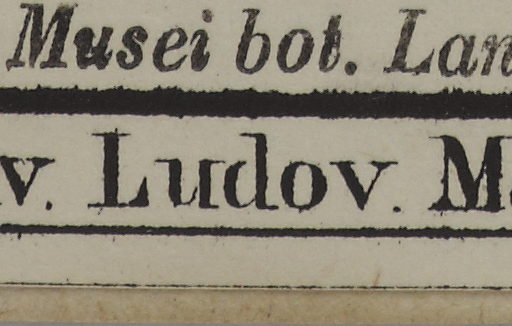 Musei bot. Lan
v. Ludov. M